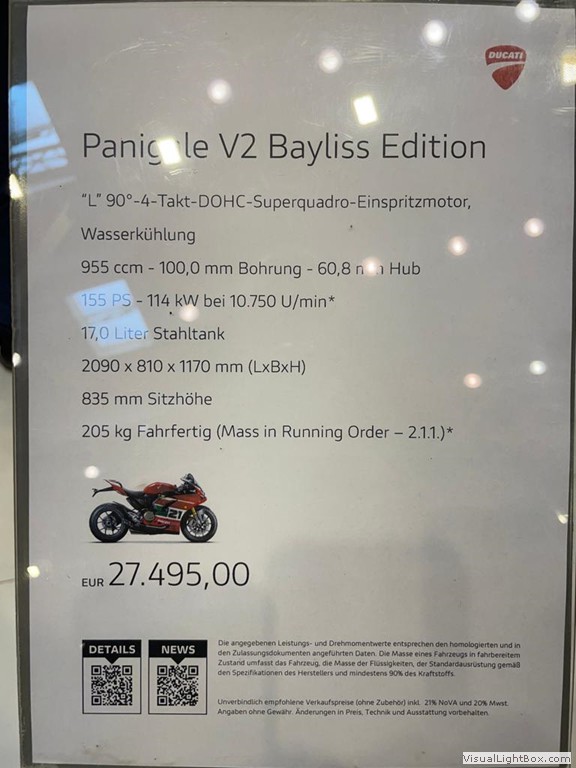 DUCATI
Panigale V2 Bayliss Edition
"L" 90°-4-Takt-DOHC-Superquadro-Einspritzmotor,
Wasserkühlung
955 ccm - 100,0 mm Bohrung - 60,8 mm Hub
155 PS - 114 kW bei 10.750 U/min*
17,0 Liter Stahltank
2090 x 810 x 1170 mm (LxBxH)
835 mm Sitzhöhe
205 kg Fahrfertig (Mass in Running Order – 2.1.1.)*
21
EUR 27.495,00
DETAILS
NEWS
Die angegebenen Leistungs- und Drehmomentwerte entsprechen den homologierten und in
den Zulassungsdokumenten angeführten Daten. Die Masse eines Fahrzeugs in fahrbereitem
Zustand umfasst das Fahrzeug, die Masse der Flüssigkeiten, der Standardausrüstung gemäß
den Spezifikationen des Herstellers und mindestens 90% des Kraftstoffs.
Unverbindlich empfohlene Verkaufspreise (ohne Zubehör) inkl. 21% NoVA und 20% Mwst.
Angaben ohne Gewähr. Änderungen in Preis, Technik und Ausstattung vorbehalten.
VisualLightBox.com